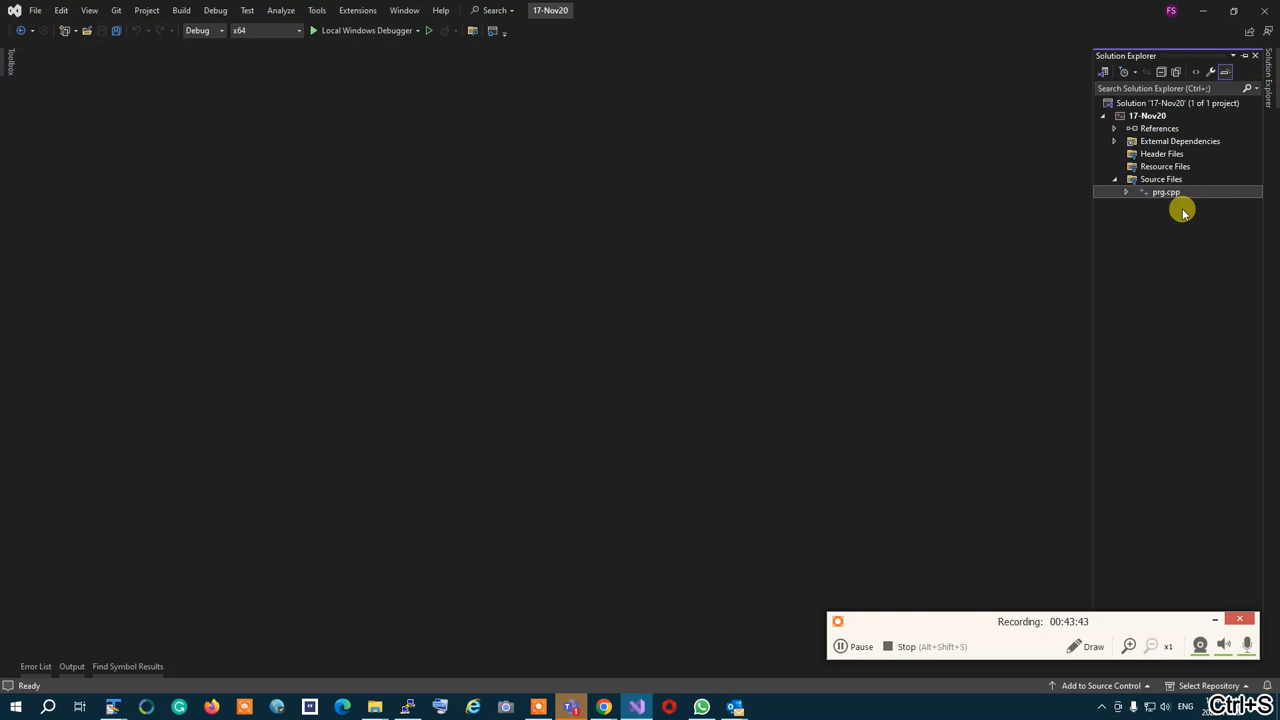 File Edit View Git Project Build Debug Test Analyze Tools Extensions Window Help Search 17-Nov20 FS
Debug x64 Local Windows Debugger
Toolbox
Solution Explorer
Solution Explorer
Search Solution Explorer (Ctrl+;)
Solution '17-Nov20' (1 of 1 project)
17-Nov20
References
External Dependencies
Header Files
Resource Files
Source Files
prg.cpp
Recording: 00:43:43
Pause Stop (Alt+Shift+S) Draw x1
Error List Output Find Symbol Results
Ready Add to Source Control Select Repository
ENG
Ctrl+S